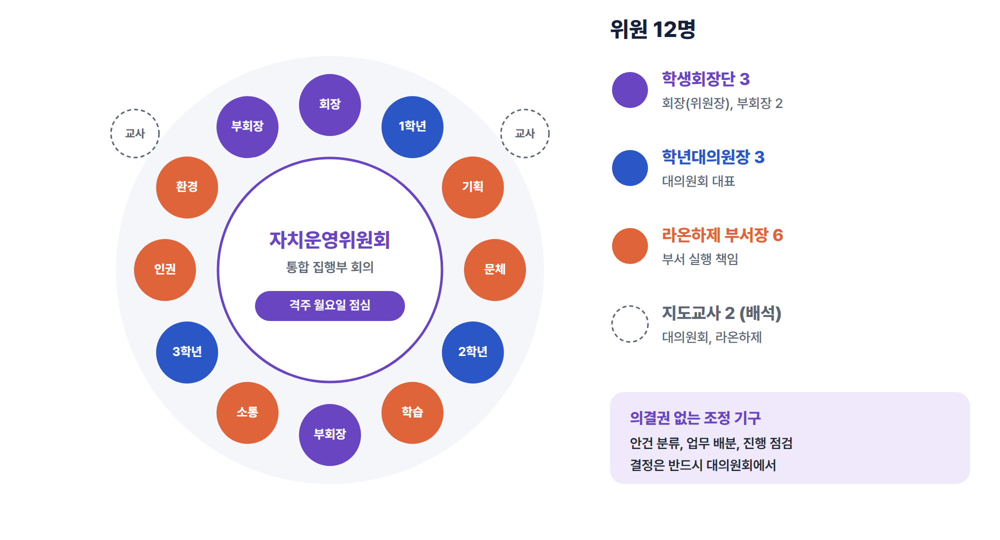 회장
부회장
1학년
교사
교사
환경
기획
자치운영위원회
통합 집행부 회의
격주 월요일 점심
인권
문체
3학년
2학년
소통
학습
부회장
위원 12명
학생회장단 3
회장(위원장), 부회장 2
학년대의원장 3
대의원회 대표
라온하제 부서장 6
부서 실행 책임
지도교사 2 (배석)
대의원회, 라온하제
의결권 없는 조정 기구
안건 분류, 업무 배분, 진행 점검
결정은 반드시 대의원회에서